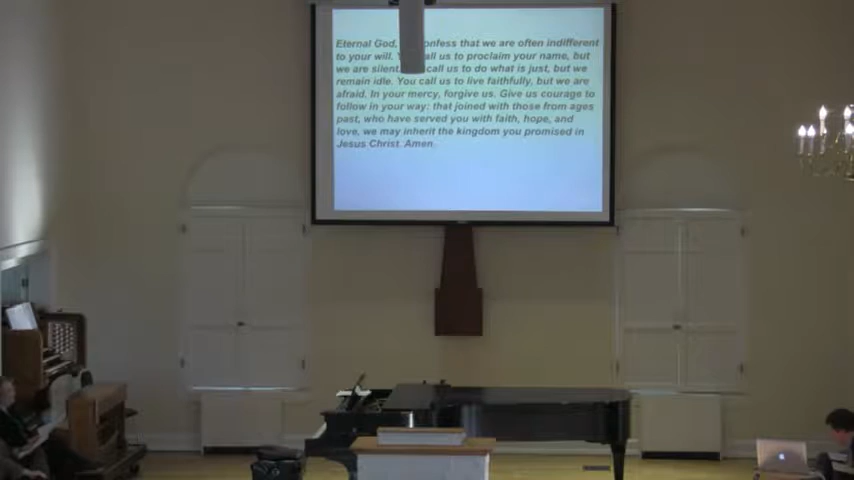 Eternal God, confess that we are often indifferent
to your will. call us to proclaim your name, but
we are silent. call us to do what is just, but we
remain idle. You call us to live faithfully, but we are
afraid. In your mercy, forgive us. Give us courage to
follow in your way: that joined with those from ages
past, who have served you with faith, hope, and
love, we may inherit the kingdom you promised in
Jesus Christ. Amen.